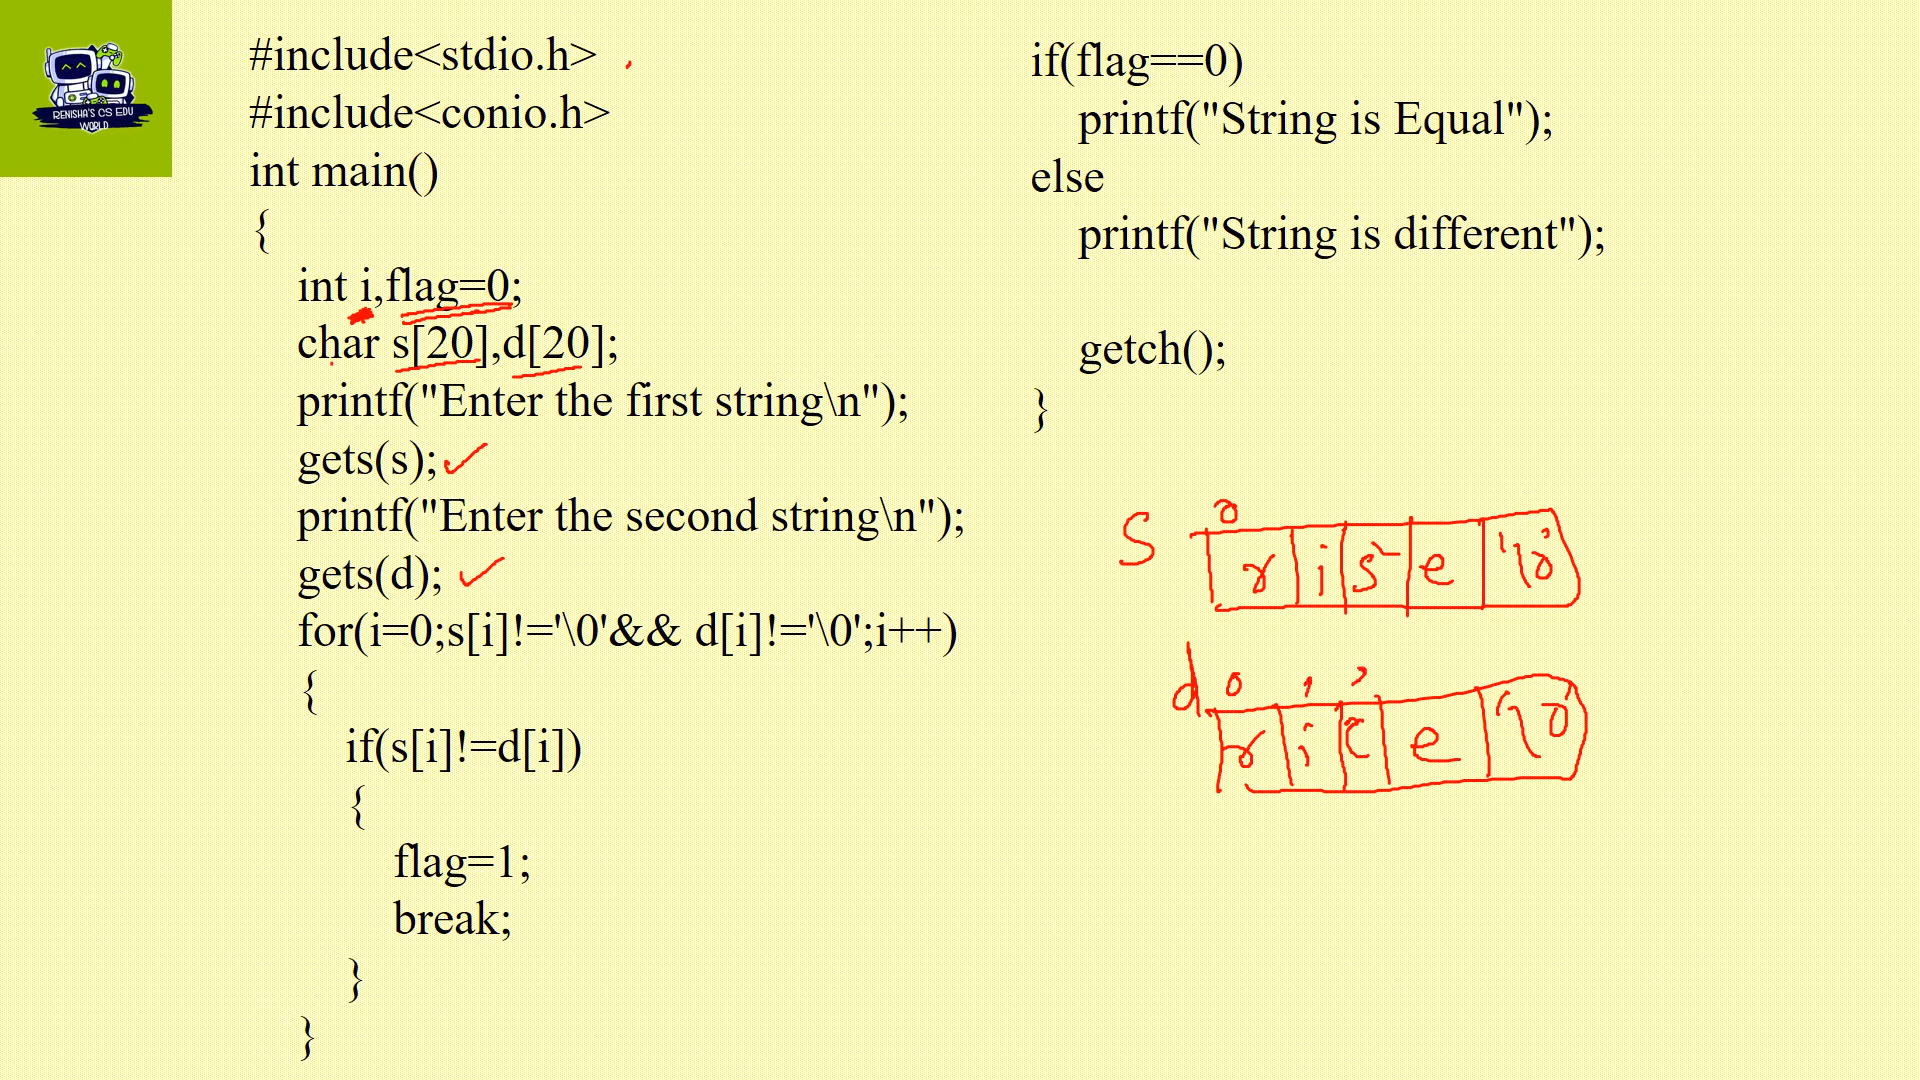 RENISHA'S CS EDU
WORLD
#include<stdio.h>
#include<conio.h>
int main()
{
int i,flag=0;
char s[20],d[20];
printf("Enter the first string\n");
gets(s);
printf("Enter the second string\n");
gets(d);
for(i=0;s[i]!='\0'&& d[i]!='\0';i++)
{
if(s[i]!=d[i])
{
flag=1;
break;
}
}
if(flag==0)
printf("String is Equal");
else
printf("String is different");
getch();
}
0
S r i s e '\0'
0 1 2
d r i c e '\0'